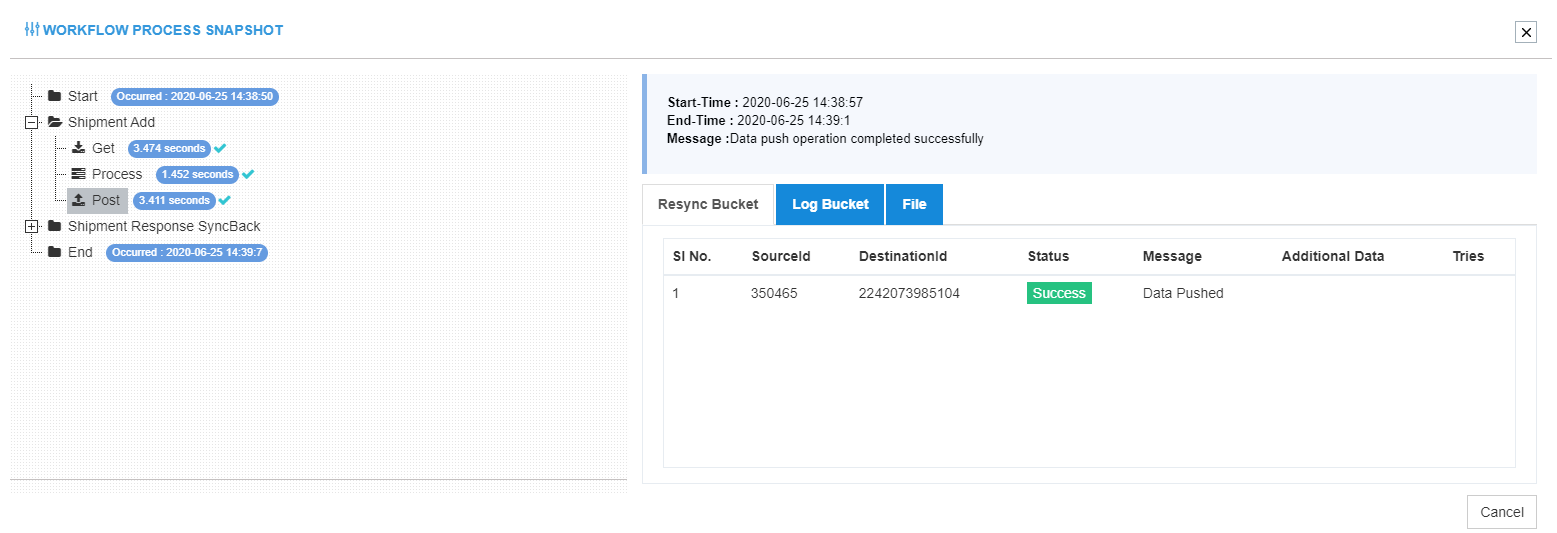 WORKFLOW PROCESS SNAPSHOT
Start Occurred : 2020-06-25 14:38:50
Shipment Add
Get 3.474 seconds
Process 1.452 seconds
Post 3.411 seconds
Shipment Response SyncBack
End Occurred : 2020-06-25 14:39:7
Start-Time : 2020-06-25 14:38:57
End-Time : 2020-06-25 14:39:1
Message :Data push operation completed successfully
Resync Bucket Log Bucket File
Sl No. SourceId DestinationId Status Message Additional Data Tries
1 350465 2242073985104 Success Data Pushed
Cancel